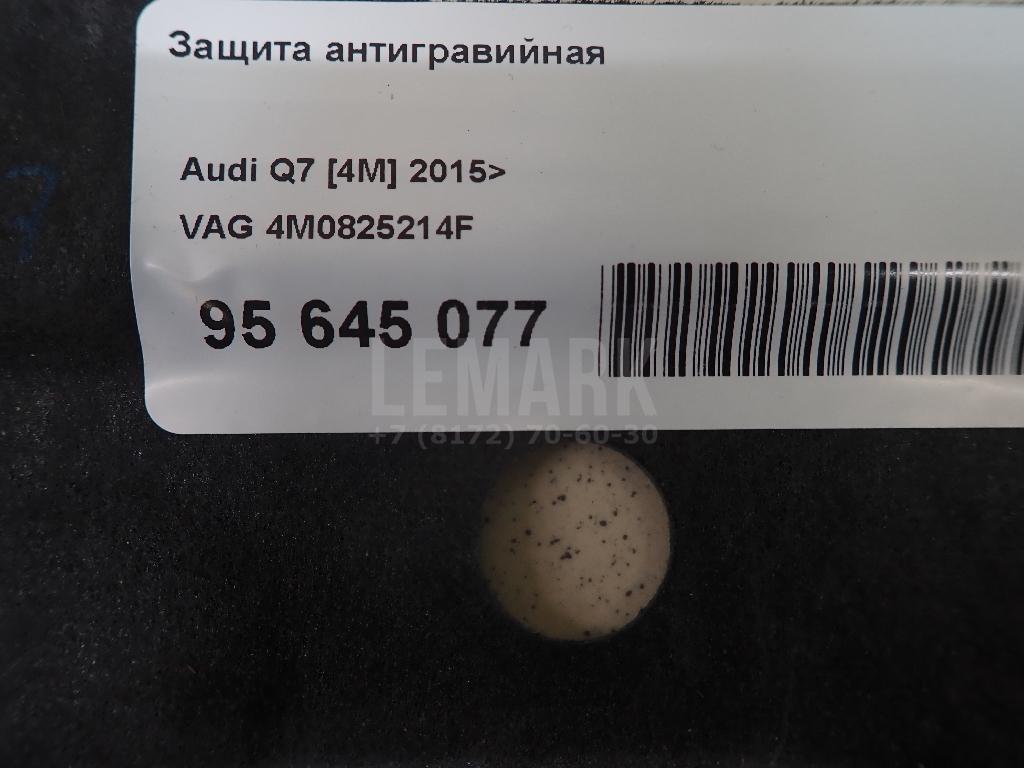 Защита антигравийная
Audi Q7 [4M] 2015>
VAG 4M0825214F
95 645 077
LEMARK
+7 (8172) 70-60-30